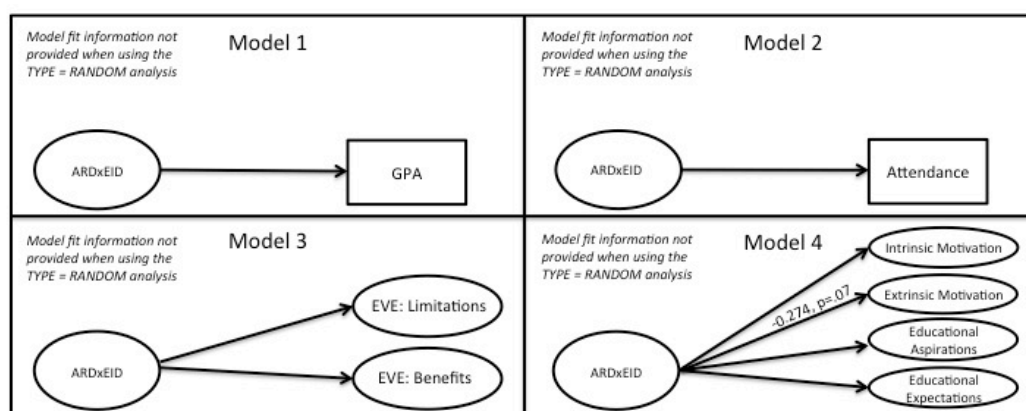 Model fit information not
provided when using the
TYPE = RANDOM analysis
Model 1
ARDxEID
GPA
Model fit information not
provided when using the
TYPE = RANDOM analysis
Model 2
ARDxEID
Attendance
Model fit information not
provided when using the
TYPE = RANDOM analysis
Model 3
EVE: Limitations
ARDxEID
EVE: Benefits
Model fit information not
provided when using the
TYPE = RANDOM analysis
Model 4
Intrinsic Motivation
Extrinsic Motivation
-0.274, p=.07
Educational
Aspirations
ARDxEID
Educational
Expectations